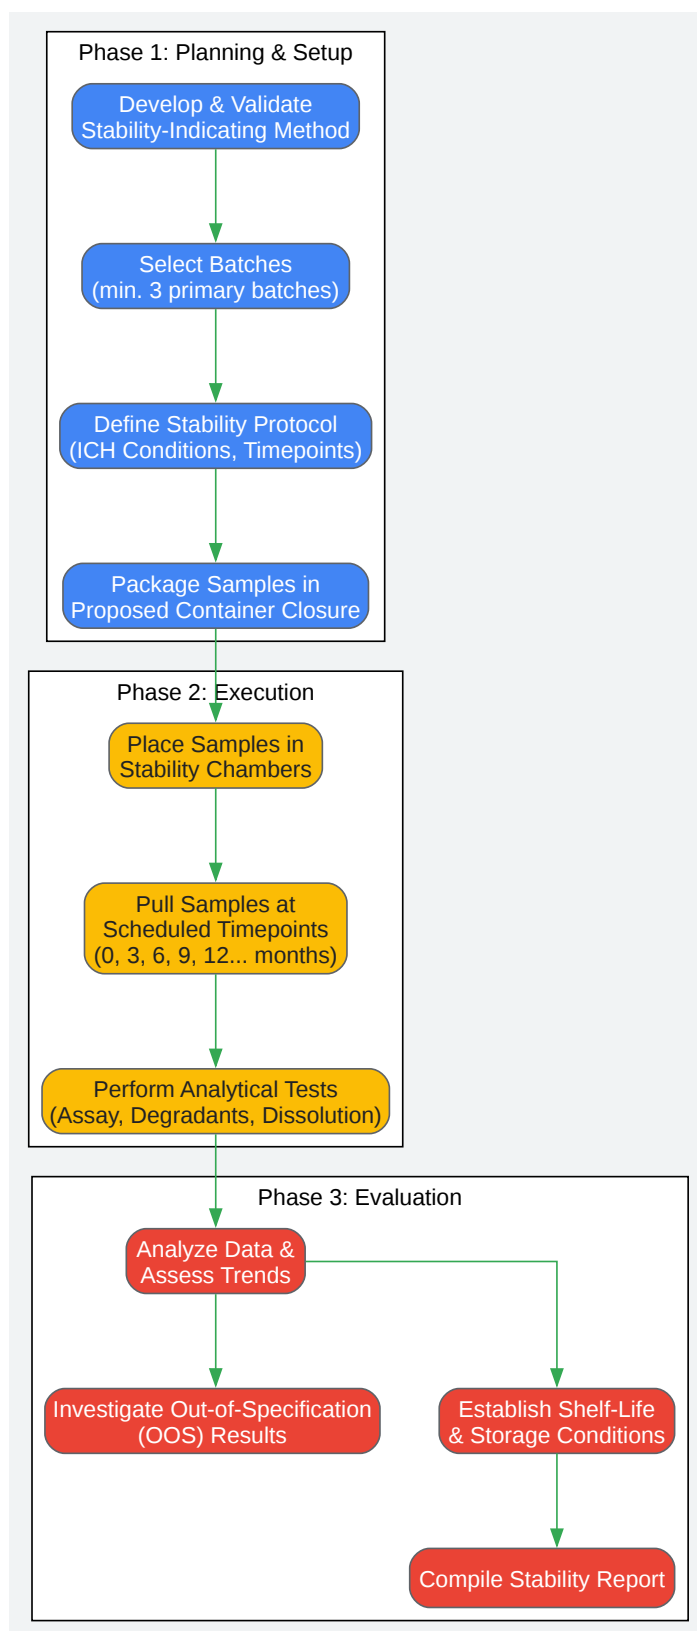 Phase 1: Planning & Setup
Develop & Validate
Stability-Indicating Method
Select Batches
(min. 3 primary batches)
Define Stability Protocol
(ICH Conditions, Timepoints)
Package Samples in
Proposed Container Closure
Phase 2: Execution
Place Samples in
Stability Chambers
Pull Samples at
Scheduled Timepoints
(0, 3, 6, 9, 12... months)
Perform Analytical Tests
(Assay, Degradants, Dissolution)
Phase 3: Evaluation
Analyze Data &
Assess Trends
Investigate Out-of-Specification
(OOS) Results
Establish Shelf-Life
& Storage Conditions
Compile Stability Report